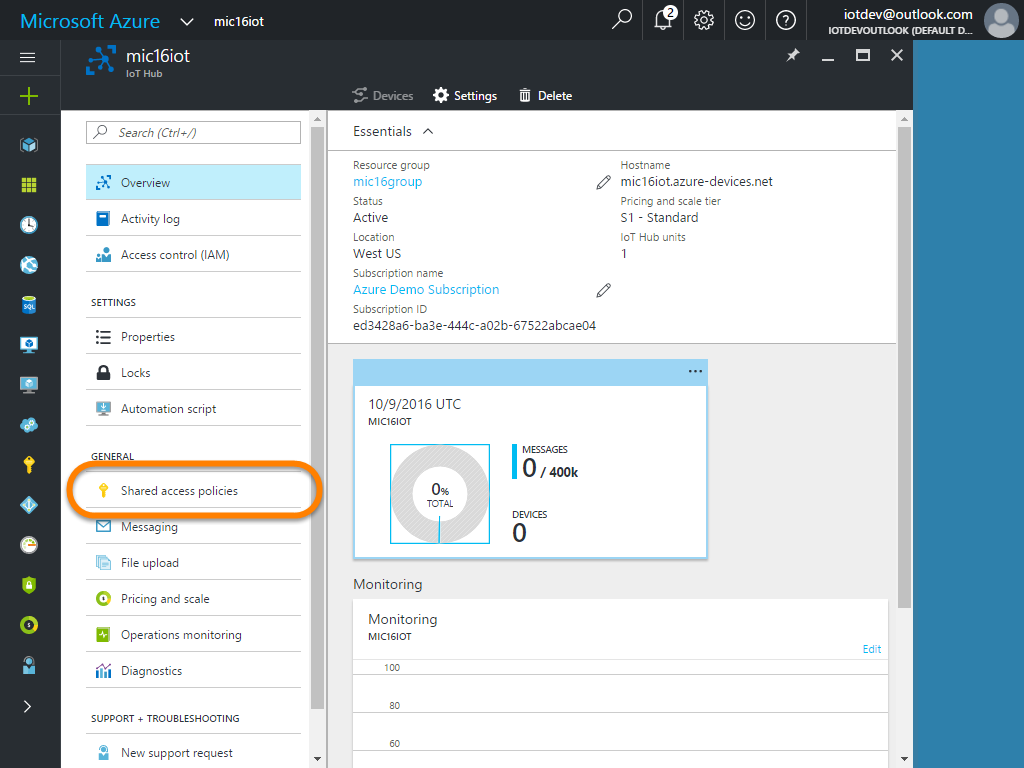 Microsoft Azure mic16iot 2 iotdev@outlook.com
IOTDEVOUTLOOK (DEFAULT D...
mic16iot
IoT Hub
Devices Settings Delete
Search (Ctrl+/)
Overview
Activity log
Access control (IAM)
SETTINGS
Properties
Locks
Automation script
GENERAL
Shared access policies
Messaging
File upload
Pricing and scale
Operations monitoring
Diagnostics
SUPPORT + TROUBLESHOOTING
New support request
SQL
Essentials
Resource group
mic16group
Status
Active
Location
West US
Subscription name
Azure Demo Subscription
Subscription ID
ed3428a6-ba3e-444c-a02b-67522abcae04
Hostname
mic16iot.azure-devices.net
Pricing and scale tier
S1 - Standard
IoT Hub units
1
...
10/9/2016 UTC
MIC16IOT
0%
TOTAL
MESSAGES
0 / 400k
DEVICES
0
Monitoring
Monitoring
MIC16IOT
Edit
100
80
60